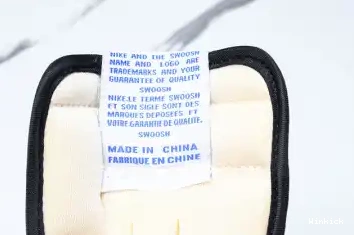 NIKE AND THE SWOOSH
NAME AND LOGO ARE
TRADEMARKS AND YOUR
GUARANTEE OF QUALITY
SWOOSH
NIKE.LE TERME SWOOSH
ET SON SIGLE SONT DES
MARQUES DEPOSEES ET
VOTRE GARANTIE DE QUALITE.
SWOOSH
MADE IN CHINA
FABRIQUE EN CHINE